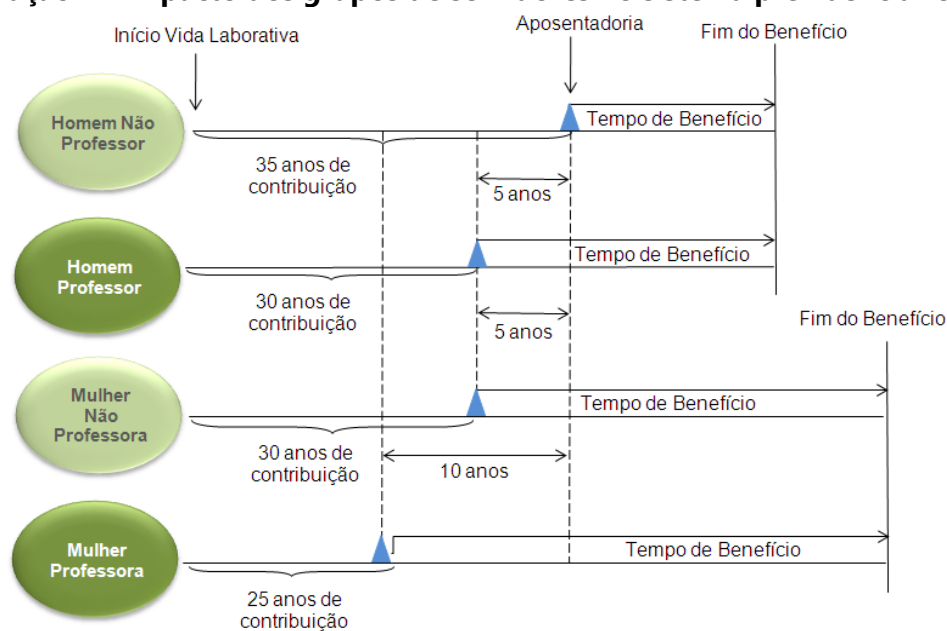 Início Vida Laborativa
Aposentadoria
Fim do Benefício
Homem Não
Professor
Tempo de Benefício
35 anos de
contribuição
5 anos
Homem
Professor
Tempo de Benefício
30 anos de
contribuição
5 anos
Fim do Benefício
Mulher
Não
Professora
Tempo de Benefício
30 anos de
contribuição
10 anos
Mulher
Professora
Tempo de Benefício
25 anos de
contribuição